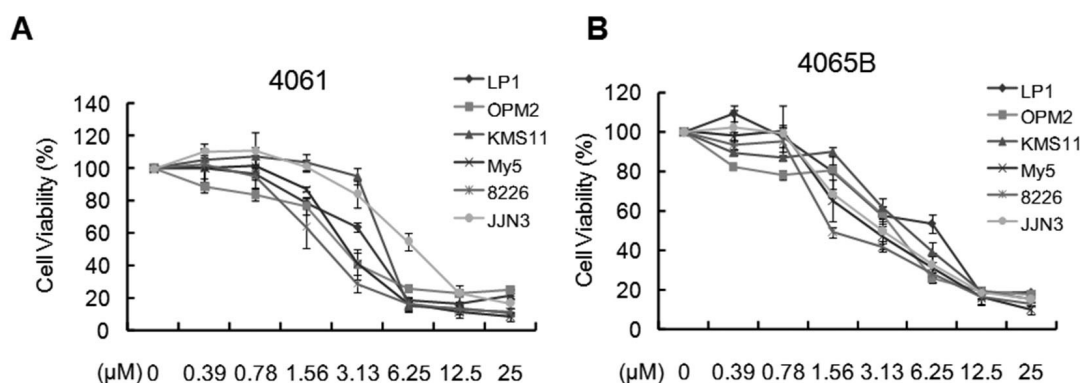 A
4061
Cell Viability (%)
140
120
100
80
60
40
20
0
LP1
OPM2
KMS11
My5
8226
JJN3
(μM) 0 0.39 0.78 1.56 3.13 6.25 12.5 25
B
4065B
Cell Viability (%)
120
100
80
60
40
20
0
LP1
OPM2
KMS11
My5
8226
JJN3
(μM) 0 0.39 0.78 1.56 3.13 6.25 12.5 25